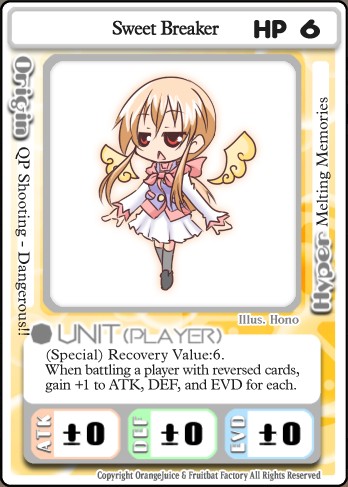 Sweet Breaker HP 6
Origin QP Shooting - Dangerous!!
Hyper Melting Memories
Illus. Hono
UNIT(PLAYER)
(Special) Recovery Value:6.
When battling a player with reversed cards,
gain +1 to ATK, DEF, and EVD for each.
ATK ±0 DEF ±0 EVD ±0
Copyright Orangejuice & Fruitbat Factory All Rights Reserved